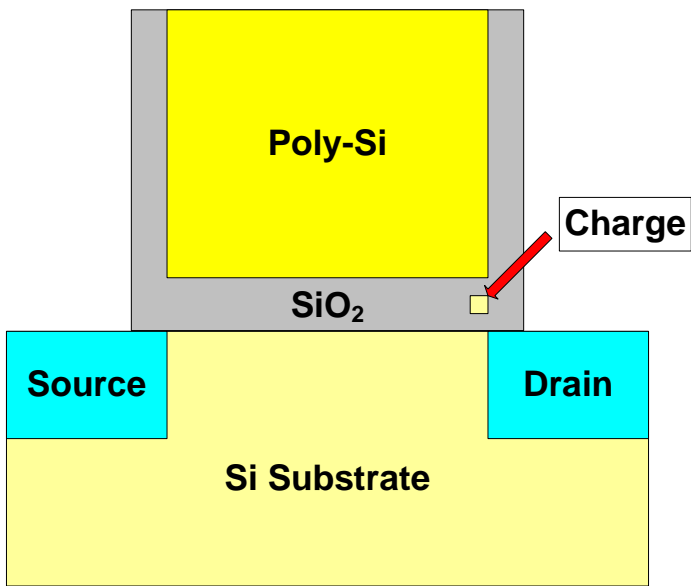 Poly-Si
Charge
SiO₂
Source
Drain
Si Substrate